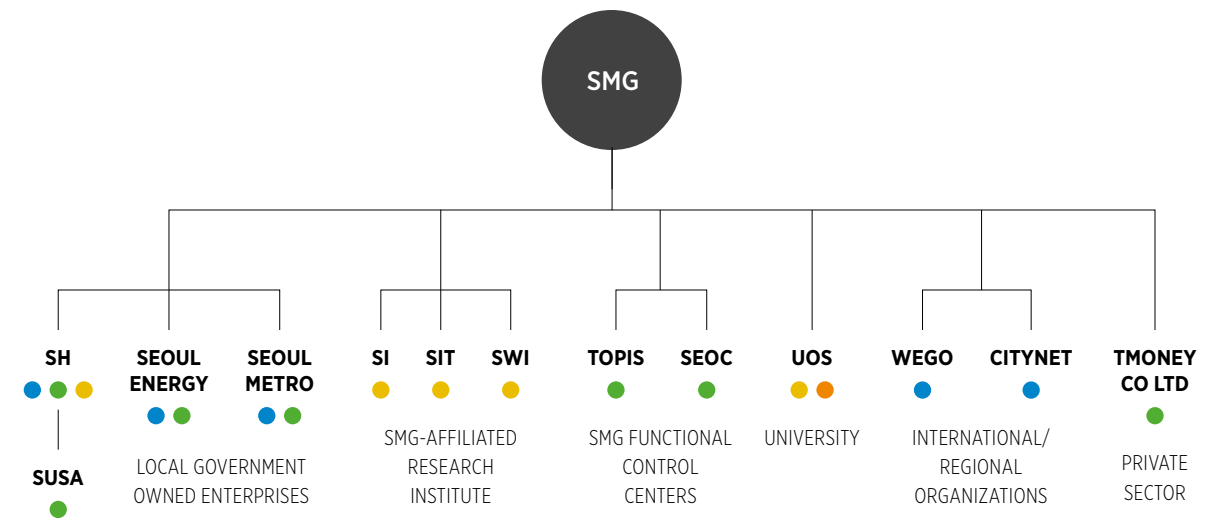 SMG
SH
SEOUL
ENERGY
SEOUL
METRO
SI
SIT
SWI
TOPIS
SEOC
UOS
WEGO
CITYNET
TMONEY
CO LTD
SUSA
LOCAL GOVERNMENT
OWNED ENTERPRISES
SMG-AFFILIATED
RESEARCH
INSTITUTE
SMG FUNCTIONAL
CONTROL
CENTERS
UNIVERSITY
INTERNATIONAL/
REGIONAL
ORGANIZATIONS
PRIVATE
SECTOR